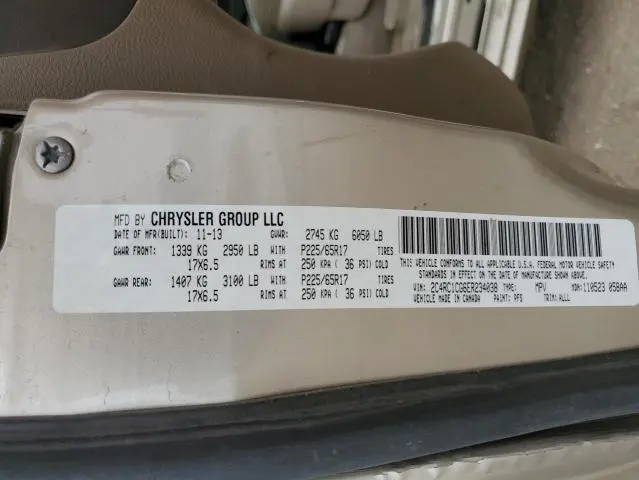 MFD BY CHRYSLER GROUP LLC
DATE OF MFR(BUILT): 11-13 GVWR: 2745 KG 6050 LB
GAWR FRONT: 1339 KG 2950 LB WITH P225/65R17 TIRES
17X6.5 RIMS AT 250 KPA ( 36 PSI) COLD
GAWR REAR: 1407 KG 3100 LB WITH P225/65R17 TIRES
17X6.5 RIMS AT 250 KPA ( 36 PSI) COLD
THIS VEHICLE CONFORMS TO ALL APPLICABLE U.S.A. FEDERAL MOTOR VEHICLE SAFETY
STANDARDS IN EFFECT ON THE DATE OF MANUFACTURE SHOWN ABOVE.
VIN: 2C4RC1CG6ER234038 TYPE: MPV MDH: 110523 058AA
VEHICLE MADE IN CANADA PAINT: PFS TRIM: ALLL